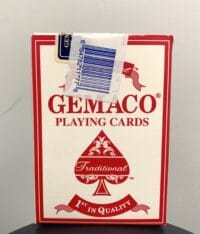 GEMACO®
PLAYING CARDS
Traditional
1ST IN QUALITY